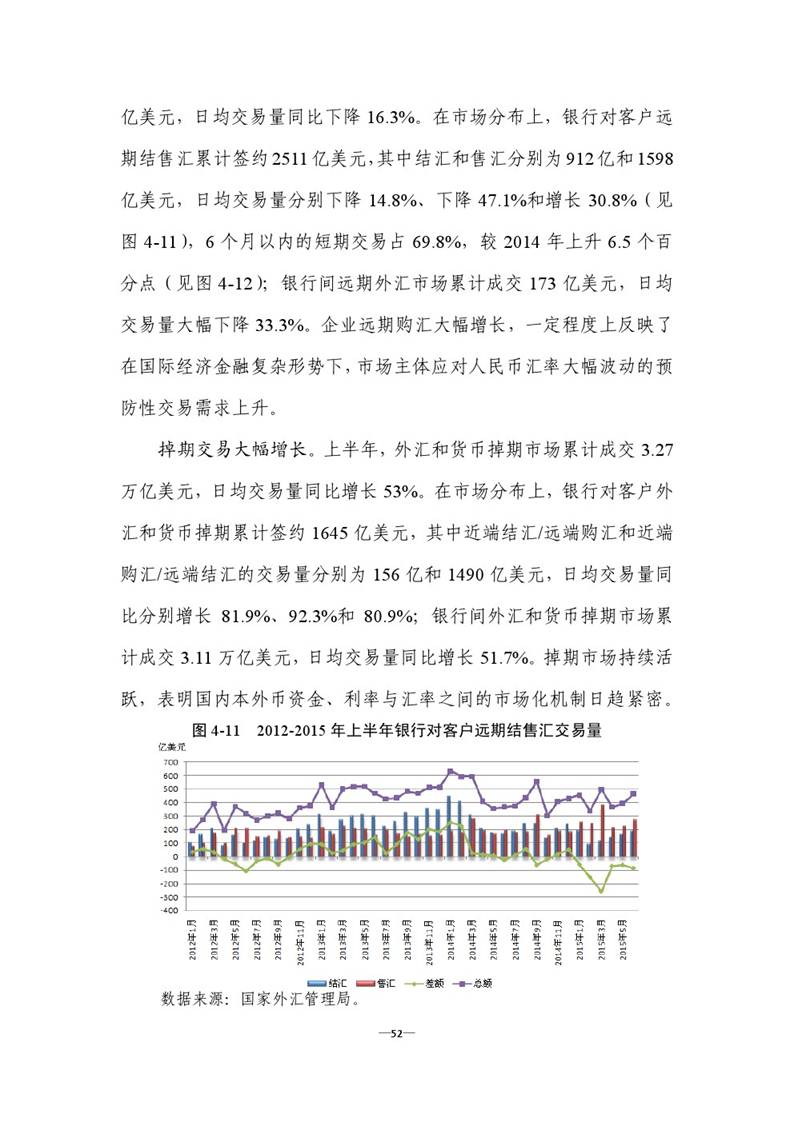 亿美元，日均交易量同比下降 16.3%。在市场分布上，银行对客户远
期结售汇累计签约 2511 亿美元，其中结汇和售汇分别为 912 亿和 1598
亿美元，日均交易量分别下降 14.8%、下降 47.1%和增长 30.8%（见
图 4-11），6 个月以内的短期交易占 69.8%，较 2014 年上升 6.5 个百
分点（见图 4-12）；银行间远期外汇市场累计成交 173 亿美元，日均
交易量大幅下降 33.3%。企业远期购汇大幅增长，一定程度上反映了
在国际经济金融复杂形势下，市场主体应对人民币汇率大幅波动的预
防性交易需求上升。
掉期交易大幅增长。上半年，外汇和货币掉期市场累计成交 3.27
万亿美元，日均交易量同比增长 53%。在市场分布上，银行对客户外
汇和货币掉期累计签约 1645 亿美元，其中近端结汇/远端购汇和近端
购汇/远端结汇的交易量分别为 156 亿和 1490 亿美元，日均交易量同
比分别增长 81.9%、92.3%和 80.9%；银行间外汇和货币掉期市场累
计成交 3.11 万亿美元，日均交易量同比增长 51.7%。掉期市场持续活
跃，表明国内本外币资金、利率与汇率之间的市场化机制日趋紧密。
图 4-11 2012-2015 年上半年银行对客户远期结售汇交易量
亿美元
700
600
500
400
300
200
100
0
-100
-200
-300
-400
2012年1月
2012年3月
2012年5月
2012年7月
2012年9月
2012年11月
2013年1月
2013年3月
2013年5月
2013年7月
2013年9月
2013年11月
2014年1月
2014年3月
2014年5月
2014年7月
2014年9月
2014年11月
2015年1月
2015年3月
2015年5月
结汇 售汇 差额 总额
数据来源：国家外汇管理局。
—52—